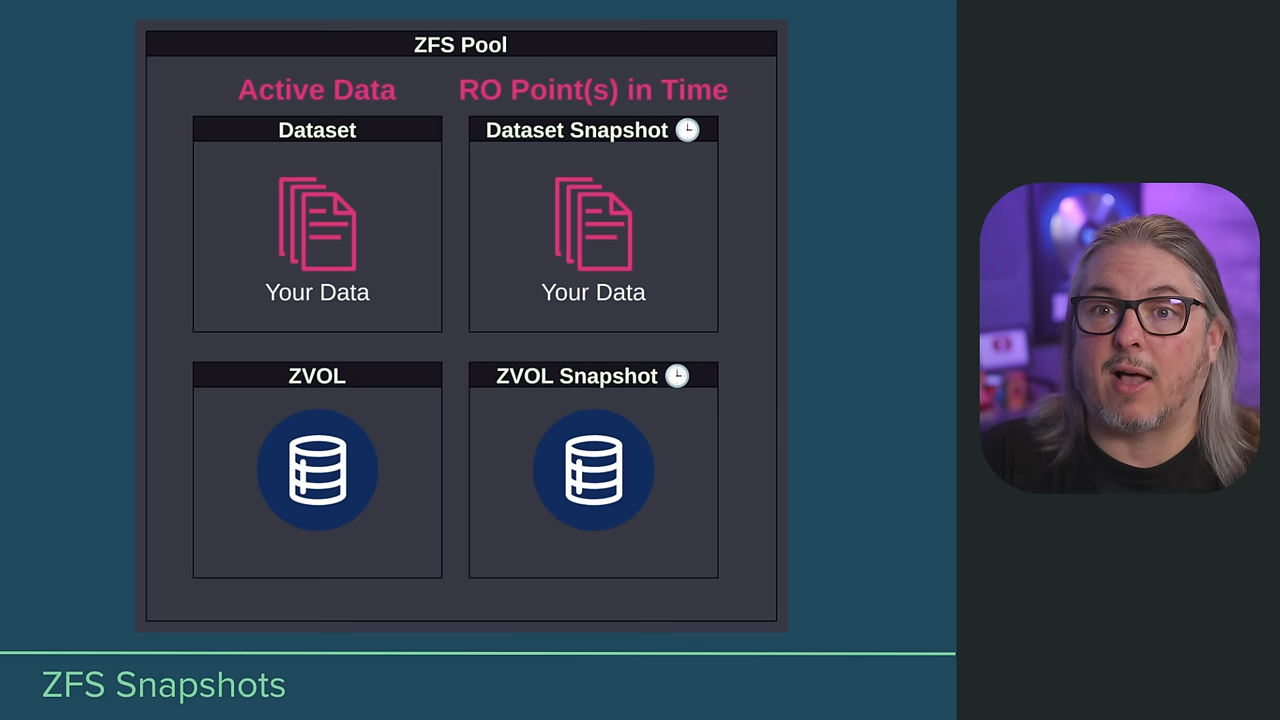 ZFS Pool
Active Data
RO Point(s) in Time
Dataset
Dataset Snapshot
Your Data
Your Data
ZVOL
ZVOL Snapshot
ZFS Snapshots